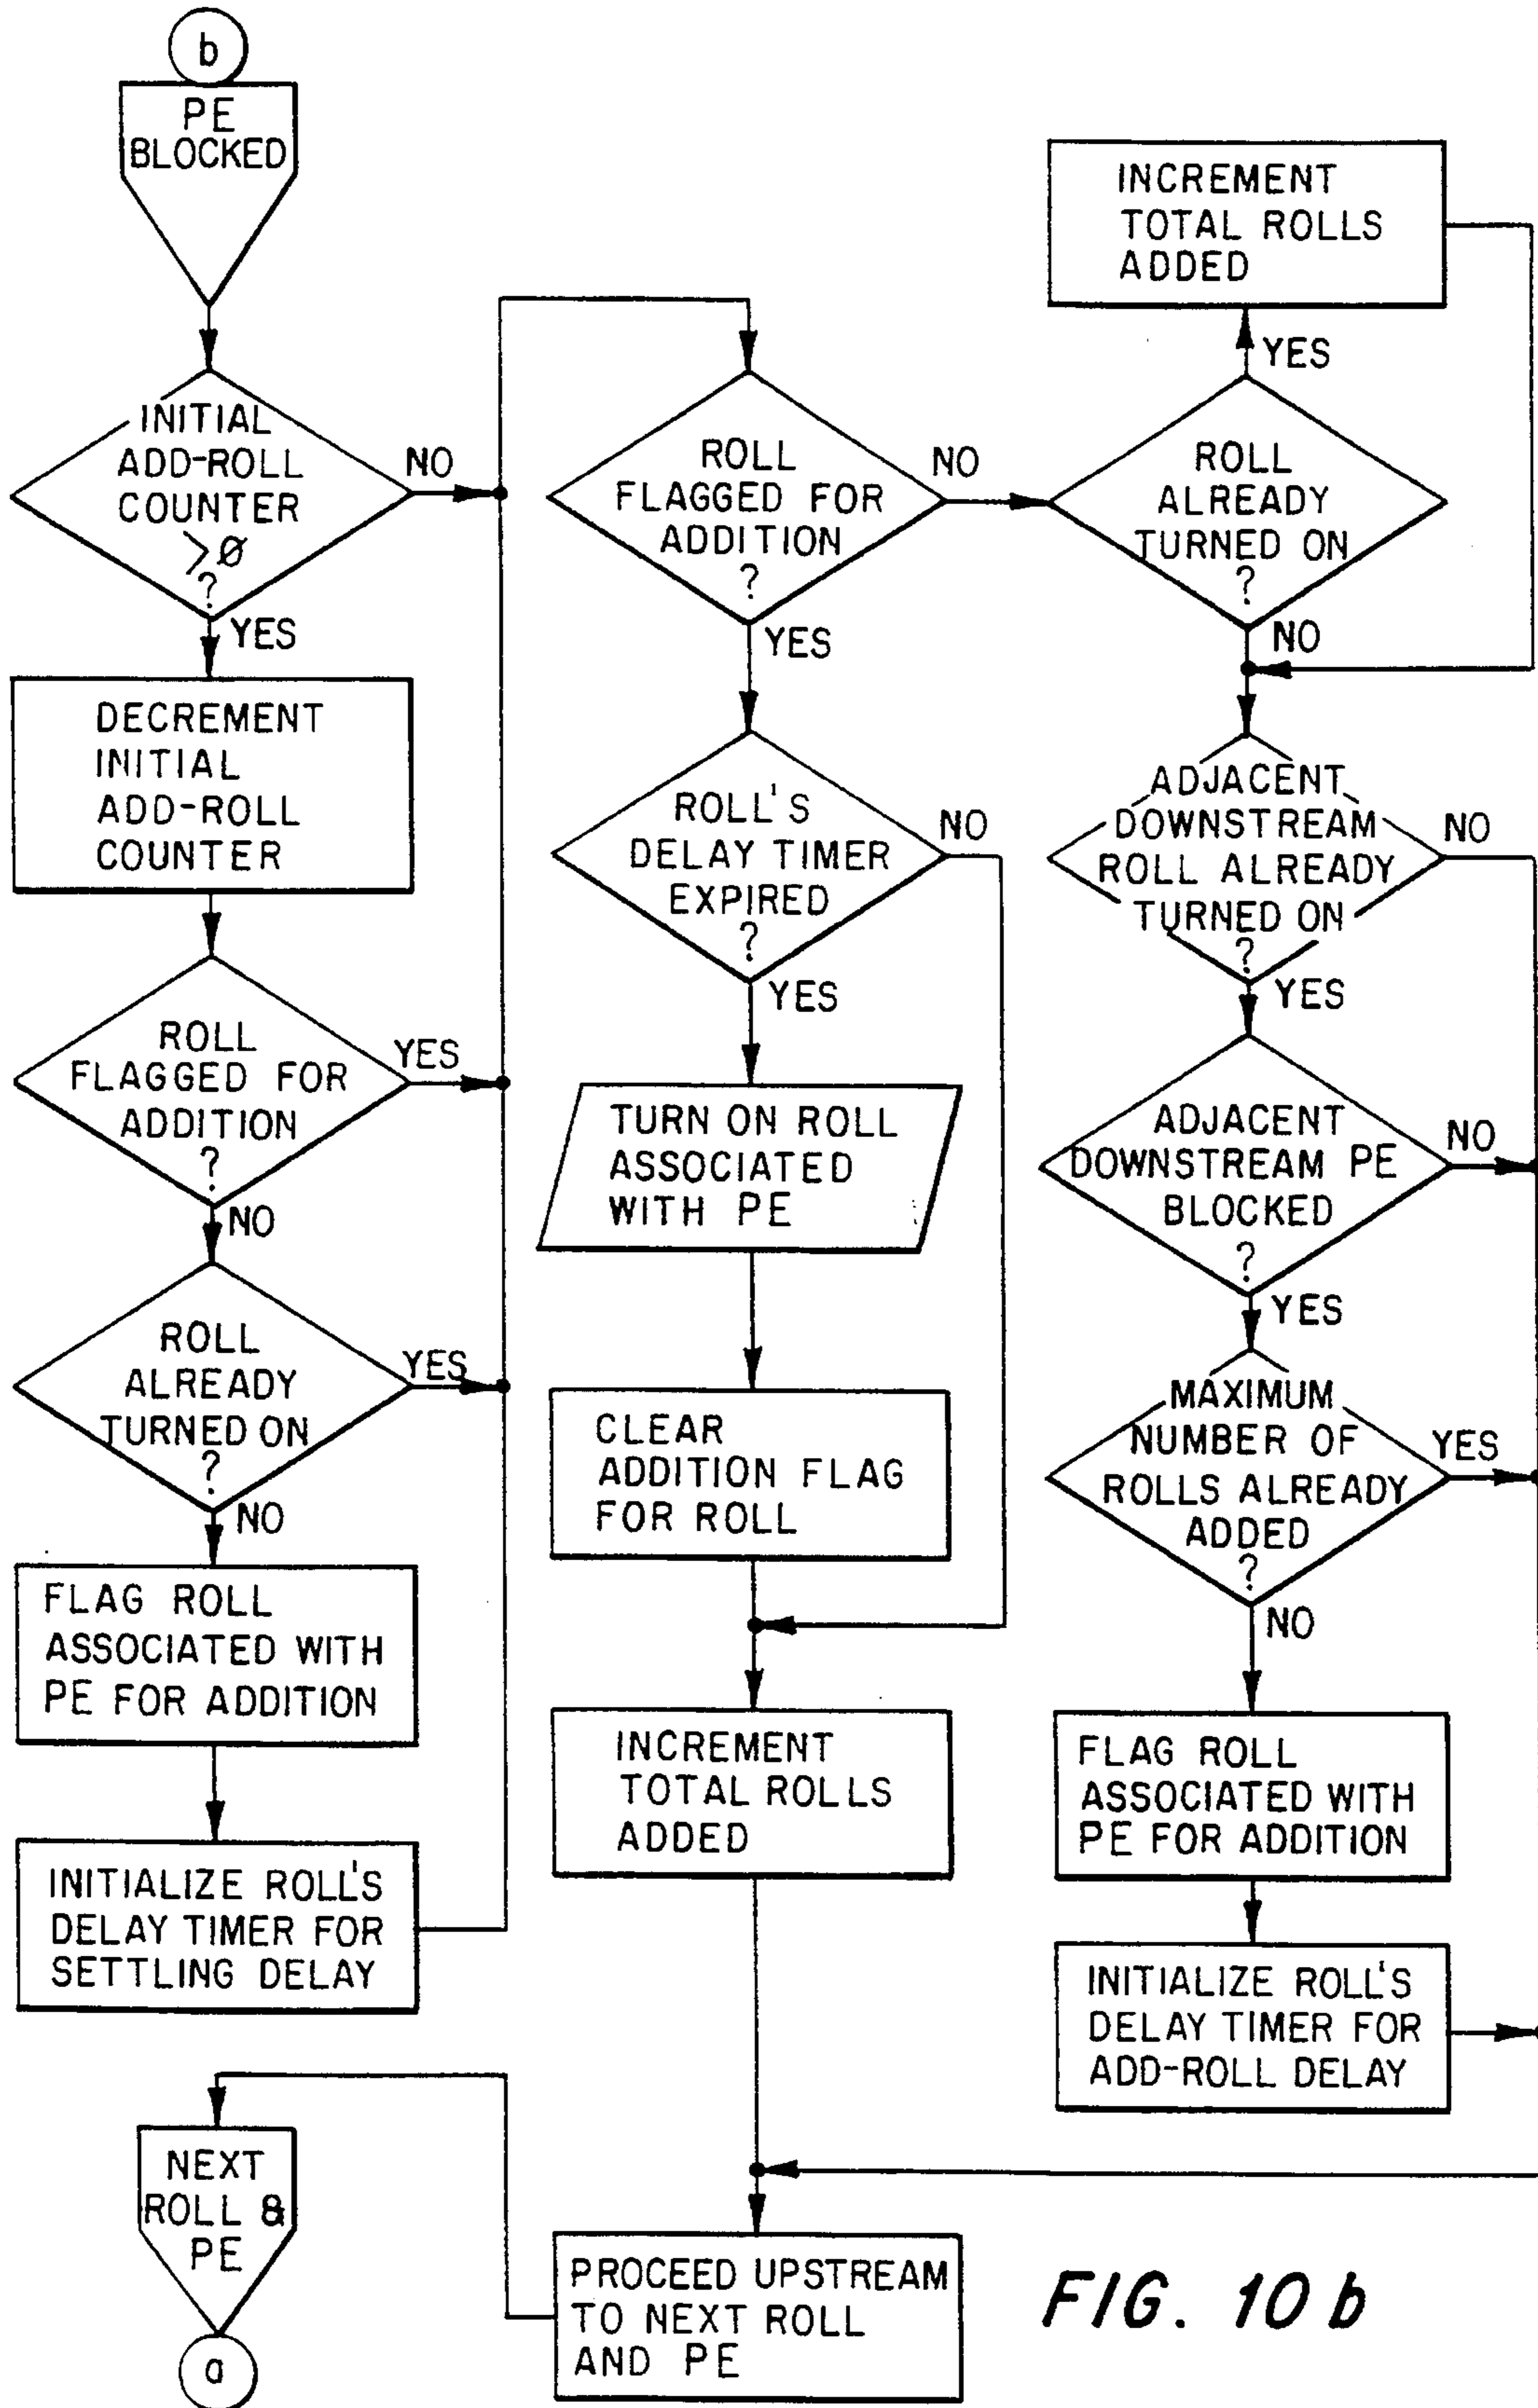 b
PE
BLOCKED
INITIAL
ADD-ROLL
COUNTER
>Ø
?
NO
YES
DECREMENT
INITIAL
ADD-ROLL
COUNTER
ROLL
FLAGGED FOR
ADDITION
?
YES
NO
ROLL
ALREADY
TURNED ON
?
YES
NO
FLAG ROLL
ASSOCIATED WITH
PE FOR ADDITION
INITIALIZE ROLL'S
DELAY TIMER FOR
SETTLING DELAY
ROLL
FLAGGED FOR
ADDITION
?
NO
YES
ROLL'S
DELAY TIMER
EXPIRED
?
NO
YES
TURN ON ROLL
ASSOCIATED
WITH PE
CLEAR
ADDITION FLAG
FOR ROLL
INCREMENT
TOTAL ROLLS
ADDED
INCREMENT
TOTAL ROLLS
ADDED
YES
ROLL
ALREADY
TURNED ON
?
NO
ADJACENT
DOWNSTREAM
ROLL ALREADY
TURNED ON
?
NO
YES
ADJACENT
DOWNSTREAM PE
BLOCKED
?
NO
YES
MAXIMUM
NUMBER OF
ROLLS ALREADY
ADDED
?
YES
NO
FLAG ROLL
ASSOCIATED WITH
PE FOR ADDITION
INITIALIZE ROLL'S
DELAY TIMER FOR
ADD-ROLL DELAY
PROCEED UPSTREAM
TO NEXT ROLL
AND PE
NEXT
ROLL &
PE
a
FIG. 10b